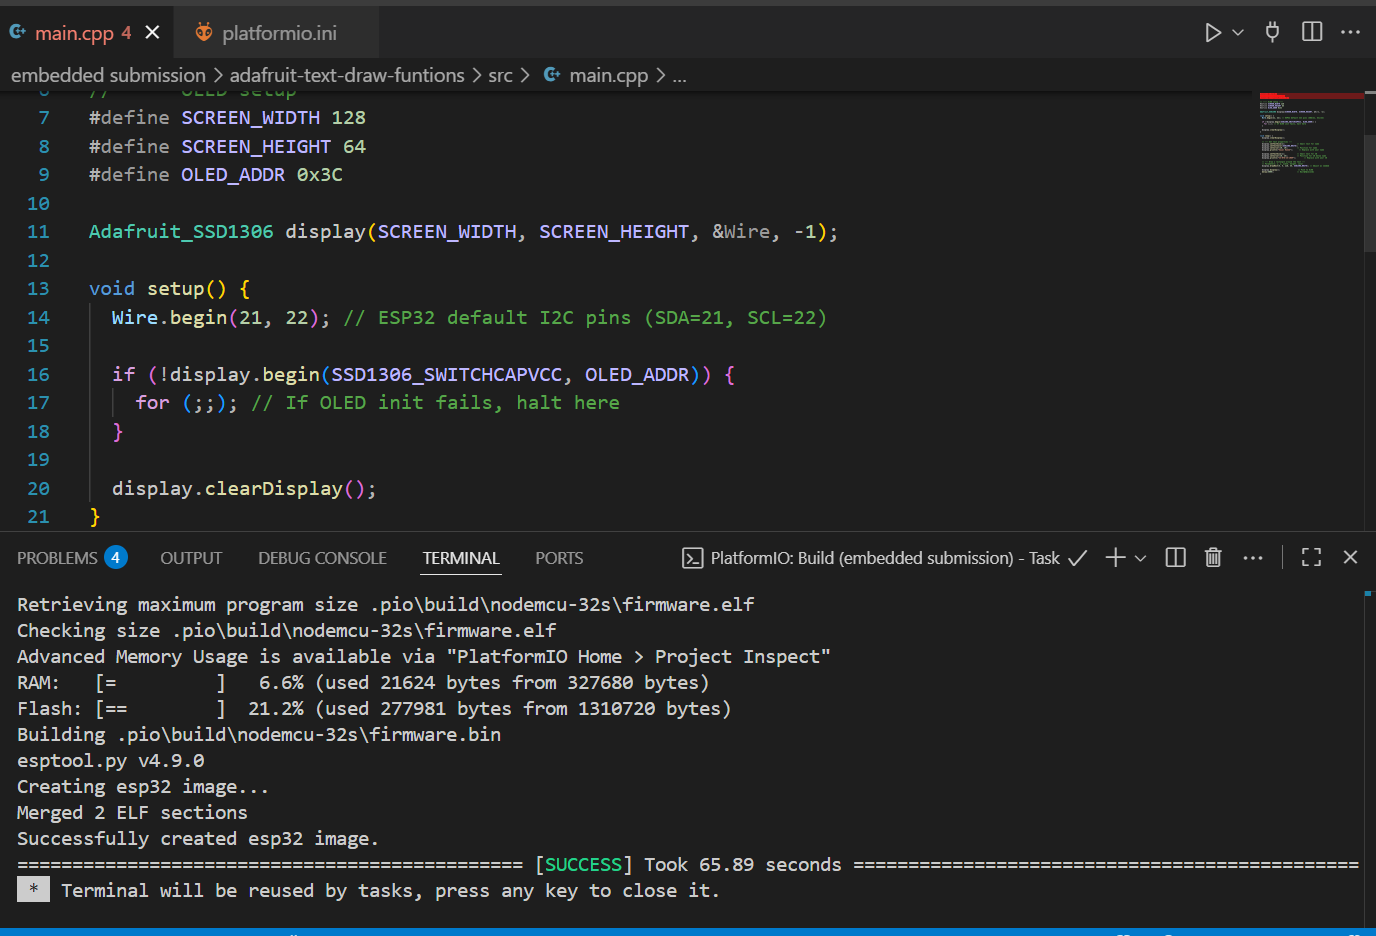 main.cpp 4
platformio.ini
embedded submission > adafruit-text-draw-funtions > src > main.cpp > ...
6 // OLED setup
7 #define SCREEN_WIDTH 128
8 #define SCREEN_HEIGHT 64
9 #define OLED_ADDR 0x3C
10
11 Adafruit_SSD1306 display(SCREEN_WIDTH, SCREEN_HEIGHT, &Wire, -1);
12
13 void setup() {
14 Wire.begin(21, 22); // ESP32 default I2C pins (SDA=21, SCL=22)
15
16 if (!display.begin(SSD1306_SWITCHCAPVCC, OLED_ADDR)) {
17 for (;;); // If OLED init fails, halt here
18 }
19
20 display.clearDisplay();
21 }
PROBLEMS 4 OUTPUT DEBUG CONSOLE TERMINAL PORTS PlatformIO: Build (embedded submission) - Task
Retrieving maximum program size .pio\build\nodemcu-32s\firmware.elf
Checking size .pio\build\nodemcu-32s\firmware.elf
Advanced Memory Usage is available via "PlatformIO Home > Project Inspect"
RAM: [= ] 6.6% (used 21624 bytes from 327680 bytes)
Flash: [== ] 21.2% (used 277981 bytes from 1310720 bytes)
Building .pio\build\nodemcu-32s\firmware.bin
esptool.py v4.9.0
Creating esp32 image...
Merged 2 ELF sections
Successfully created esp32 image.
============================================== [SUCCESS] Took 65.89 seconds ==============================================
* Terminal will be reused by tasks, press any key to close it.